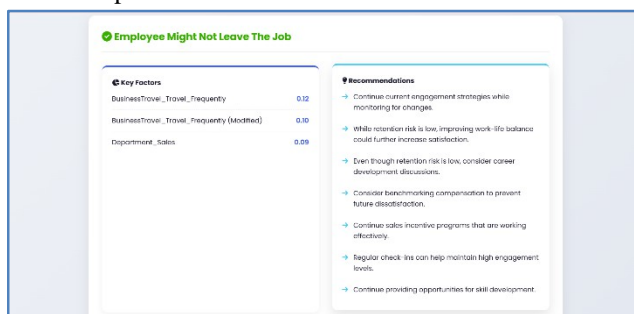 Employee Might Not Leave The Job
Key Factors
BusinessTravel_Travel_Frequently 0.12
BusinessTravel_Travel_Frequently (Modified) 0.10
Department_Sales 0.09
Recommendations
→ Continue current engagement strategies while
monitoring for changes.
→ While retention risk is low, improving work-life balance
could further increase satisfaction.
→ Even though retention risk is low, consider career
development discussions.
→ Consider benchmarking compensation to prevent
future dissatisfaction.
→ Continue sales incentive programs that are working
effectively.
→ Regular check-ins can help maintain high engagement
levels.
→ Continue providing opportunities for skill development.